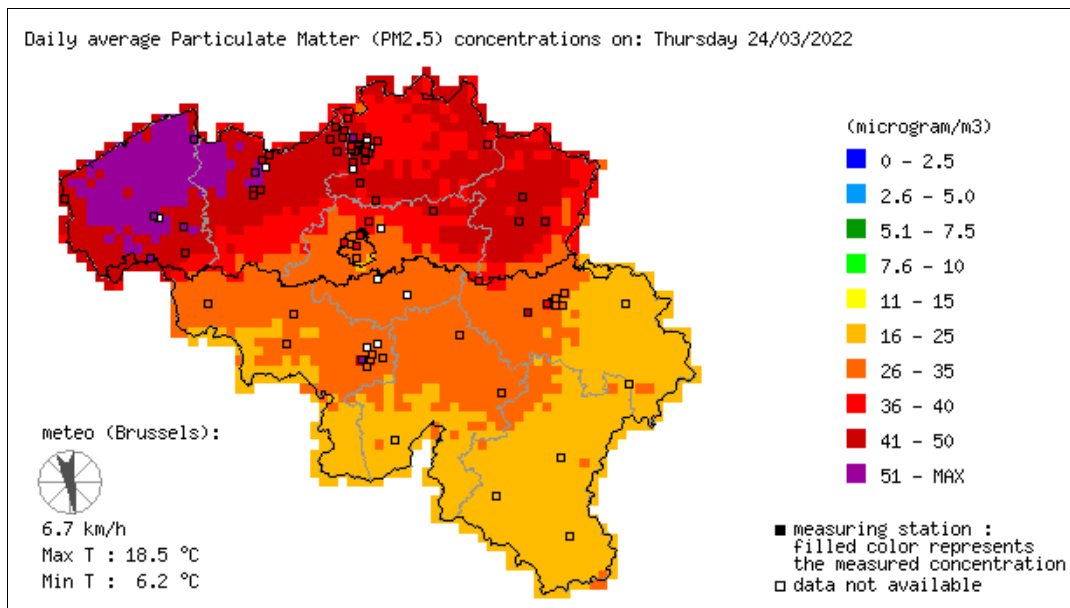 Daily average Particulate Matter (PM2.5) concentrations on: Thursday 24/03/2022
(microgram/m3)
0 - 2.5
2.6 - 5.0
5.1 - 7.5
7.6 - 10
11 - 15
16 - 25
26 - 35
36 - 40
41 - 50
51 - MAX
meteo (Brussels):
6.7 km/h
Max T : 18.5 °C
Min T : 6.2 °C
measuring station :
filled color represents
the measured concentration
data not available